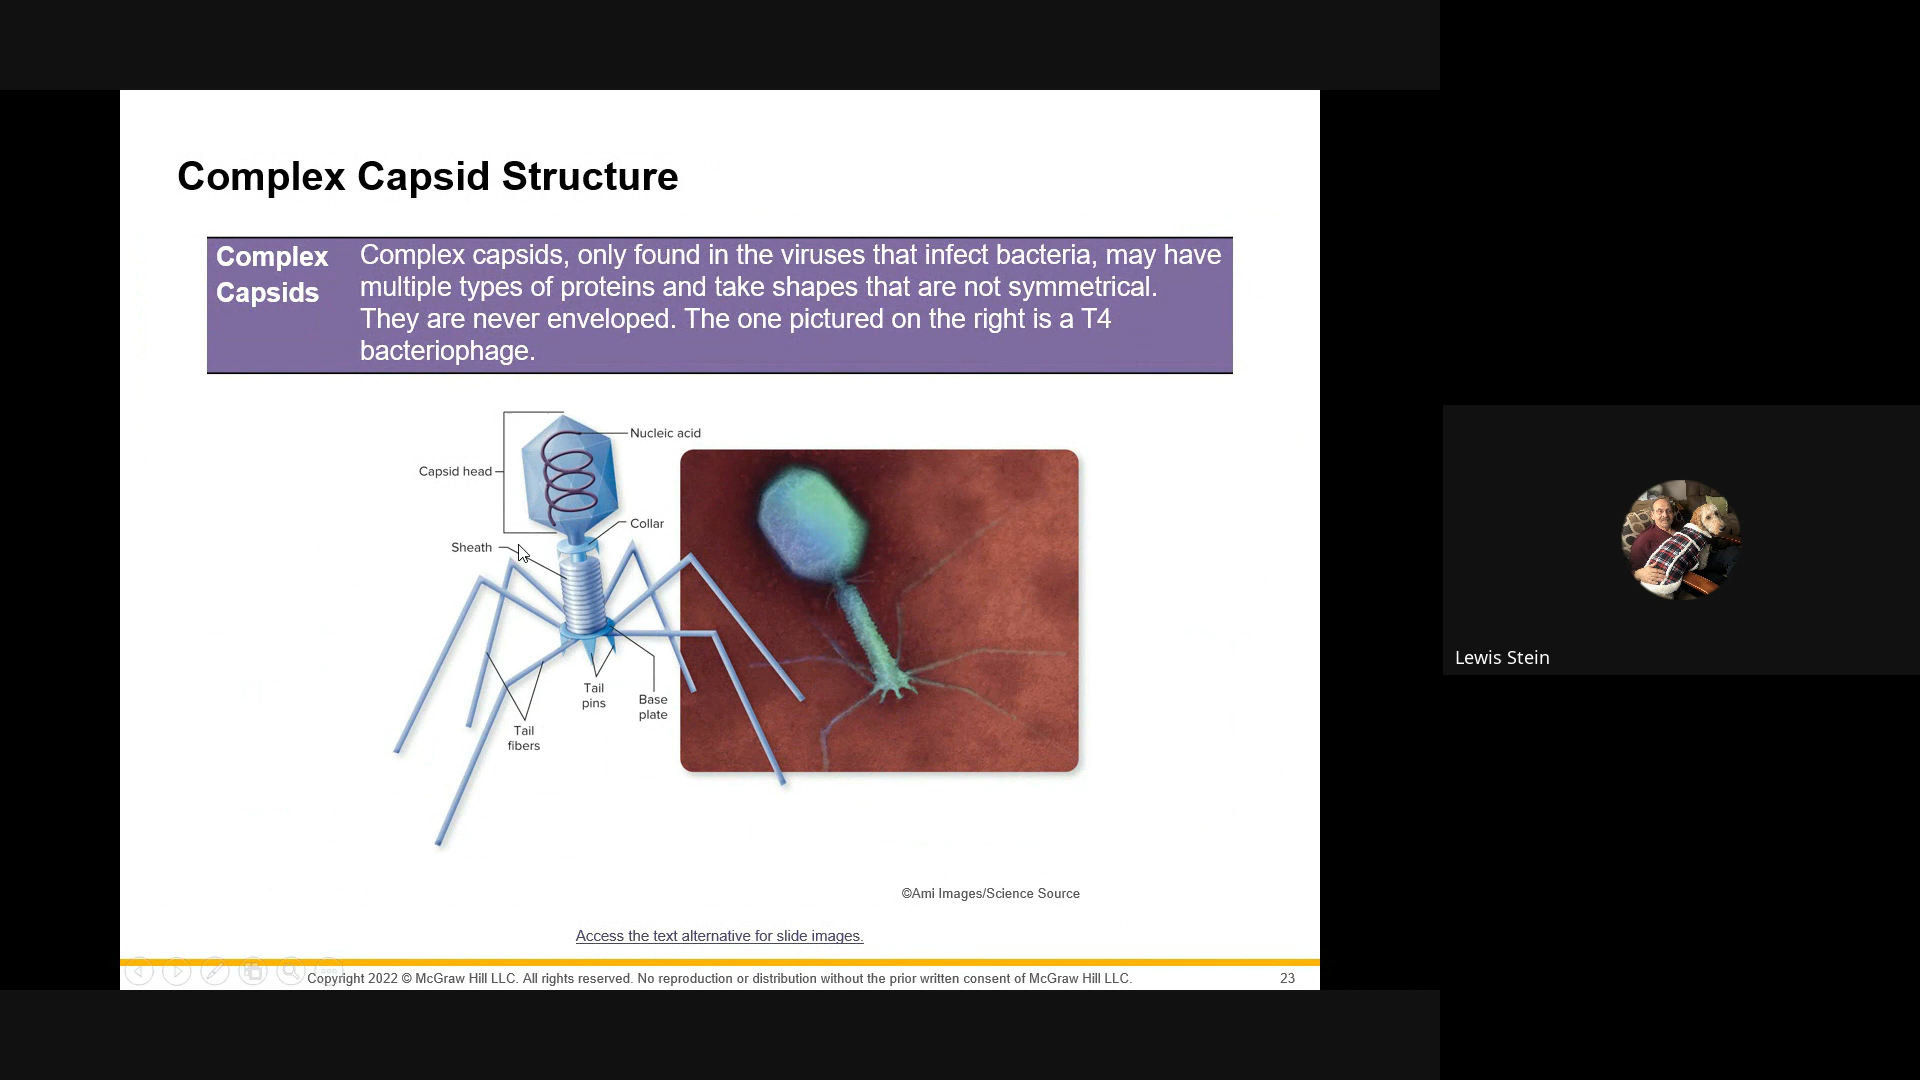 Complex Capsid Structure
Complex
Capsids
Complex capsids, only found in the viruses that infect bacteria, may have
multiple types of proteins and take shapes that are not symmetrical.
They are never enveloped. The one pictured on the right is a T4
bacteriophage.
Nucleic acid
Capsid head
Collar
Sheath
Tail
pins
Base
plate
Tail
fibers
©Ami Images/Science Source
Access the text alternative for slide images.
Copyright 2022 © McGraw Hill LLC. All rights reserved. No reproduction or distribution without the prior written consent of McGraw Hill LLC.
23
Lewis Stein